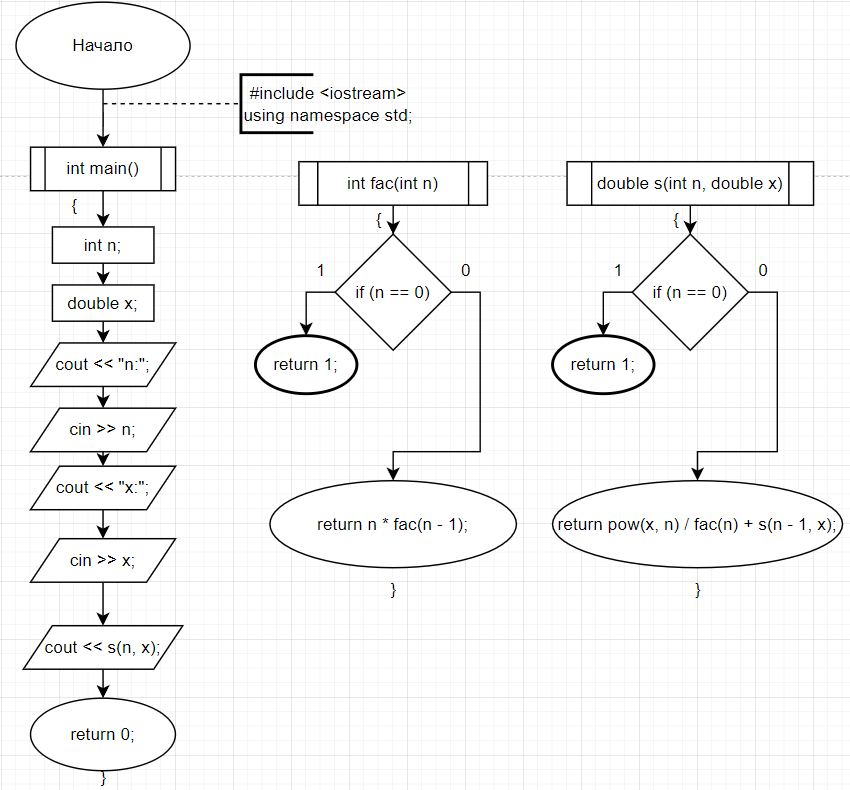 Начало
#include <iostream>
using namespace std;
int main()
{
int n;
double x;
cout << "n:";
cin >> n;
cout << "x:";
cin >> x;
cout << s(n, x);
return 0;
}
int fac(int n)
{
if (n == 0)
1
0
return 1;
return n * fac(n - 1);
}
double s(int n, double x)
{
if (n == 0)
1
0
return 1;
return pow(x, n) / fac(n) + s(n - 1, x);
}